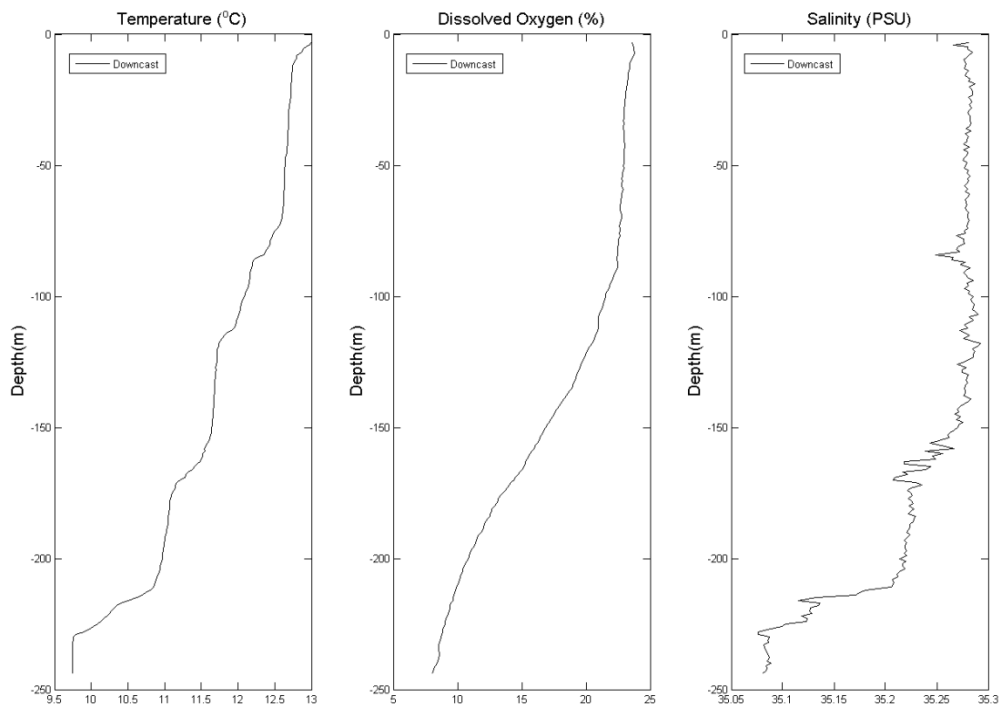 Temperature (⁰C)
Dissolved Oxygen (%)
Salinity (PSU)
Downcast
Downcast
Downcast
Depth(m)
0
-50
-100
-150
-200
-250
9.5 10 10.5 11 11.5 12 12.5 13
Depth(m)
0
-50
-100
-150
-200
-250
5 10 15 20 25
Depth(m)
0
-50
-100
-150
-200
-250
35.05 35.1 35.15 35.2 35.25 35.3